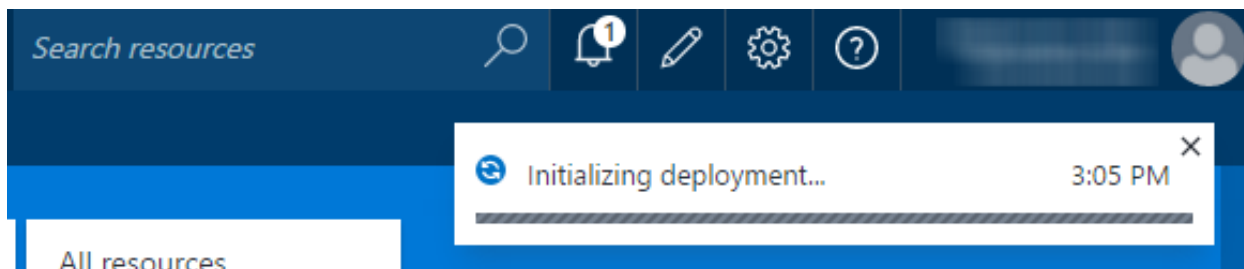 Search resources
1
?
Initializing deployment...
3:05 PM
All resources